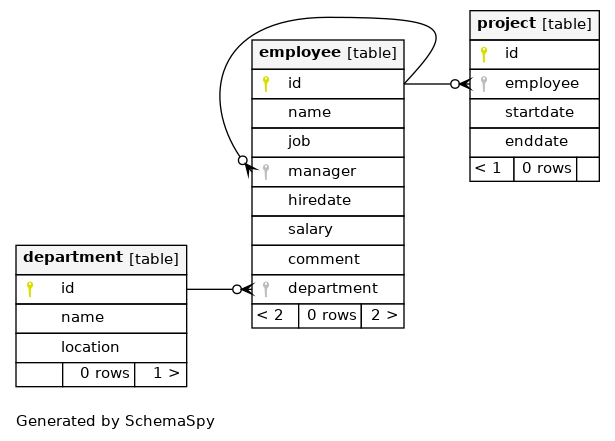 project [table]
id
employee
startdate
enddate
< 1 0 rows
employee [table]
id
name
job
manager
hiredate
salary
comment
department
< 2 0 rows 2 >
department [table]
id
name
location
0 rows 1 >
Generated by SchemaSpy